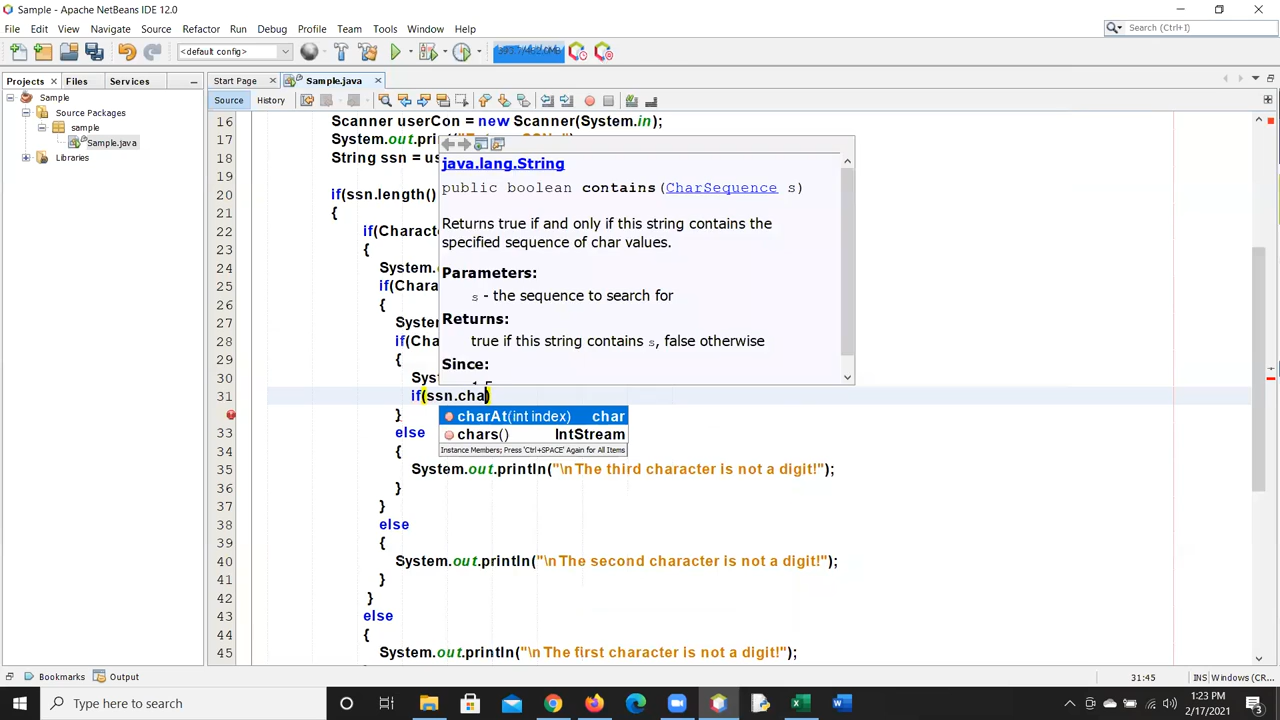 Sample - Apache NetBeans IDE 12.0
File Edit View Navigate Source Refactor Run Debug Profile Team Tools Window Help
Search (Ctrl+I)
<default config>
Projects Files Services
Start Page Sample.java
Source History
Sample
Source Packages
sample
Sample.java
Libraries
16 Scanner userCon = new Scanner(System.in);
17 System.out.pri
18 String ssn = us
19
20 if(ssn.length()
21 {
22 if(Characte
23 {
24 System.o
25 if(Chara
26 {
27 Syste
28 if(Cha
29 {
30 Syst
31 if(ssn.cha)
}
33 else
34 {
35 System.out.println("\nThe third character is not a digit!");
36 }
37 }
38 else
39 {
40 System.out.println("\nThe second character is not a digit!");
41 }
42 }
43 else
44 {
45 System.out.println("\nThe first character is not a digit!");
java.lang.String
public boolean contains(CharSequence s)
Returns true if and only if this string contains the
specified sequence of char values.
Parameters:
s - the sequence to search for
Returns:
true if this string contains s, false otherwise
Since:
charAt(int index) char
chars() IntStream
Instance Members; Press 'Ctrl+SPACE' Again for All Items
Bookmarks Output
31:45 INS Windows (CR...
Type here to search
1:23 PM
2/17/2021
3